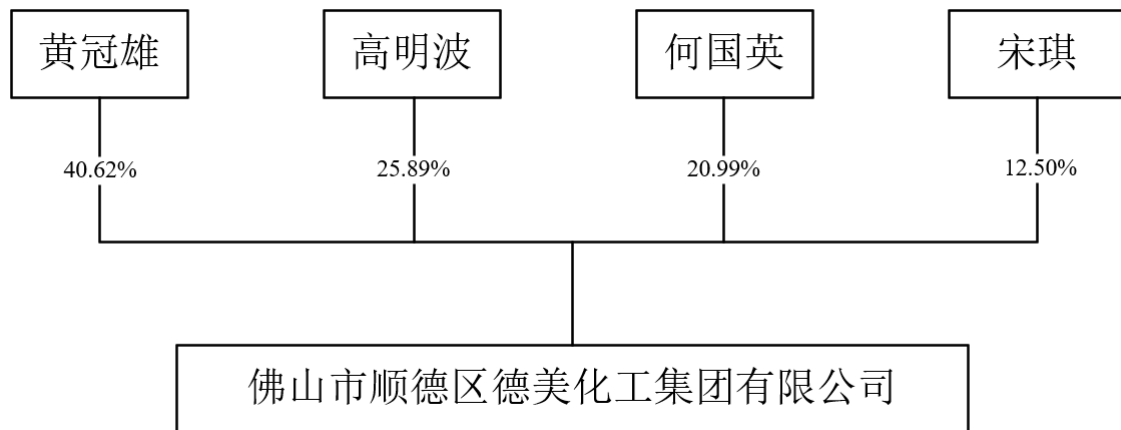 黄冠雄
高明波
何国英
宋琪
40.62%
25.89%
20.99%
12.50%
佛山市顺德区德美化工集团有限公司